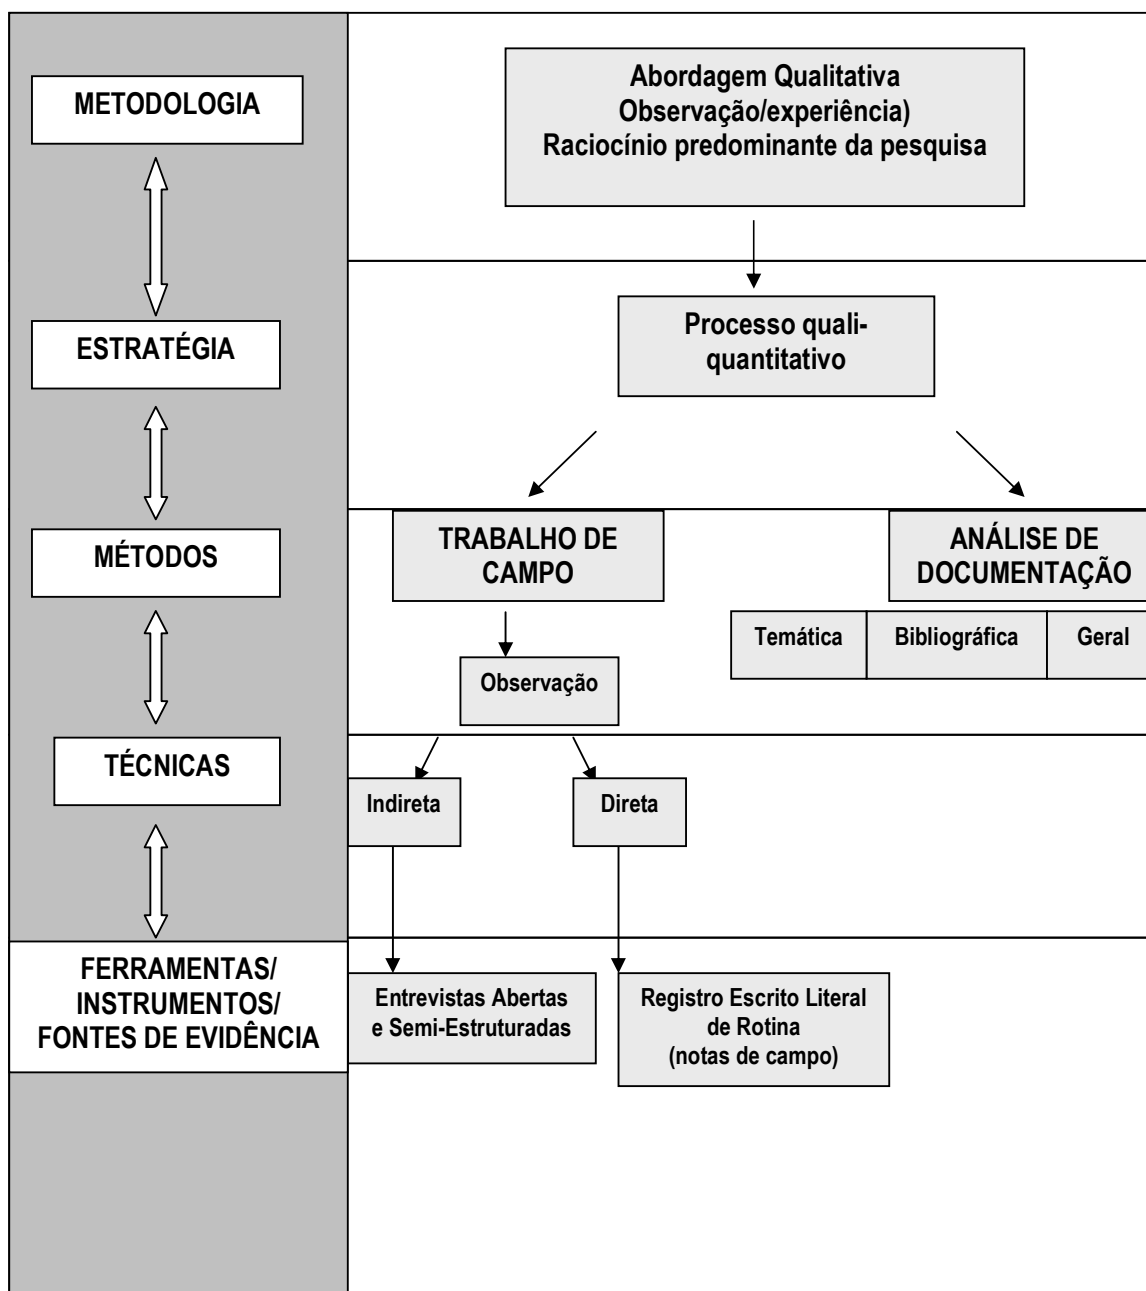 METODOLOGIA
Abordagem Qualitativa
Observação/experiência)
Raciocínio predominante da pesquisa
ESTRATÉGIA
Processo quali-
quantitativo
MÉTODOS
TRABALHO DE
CAMPO
ANÁLISE DE
DOCUMENTAÇÃO
Temática
Bibliográfica
Geral
Observação
TÉCNICAS
Indireta
Direta
FERRAMENTAS/
INSTRUMENTOS/
FONTES DE EVIDÊNCIA
Entrevistas Abertas
e Semi-Estruturadas
Registro Escrito Literal
de Rotina
(notas de campo)